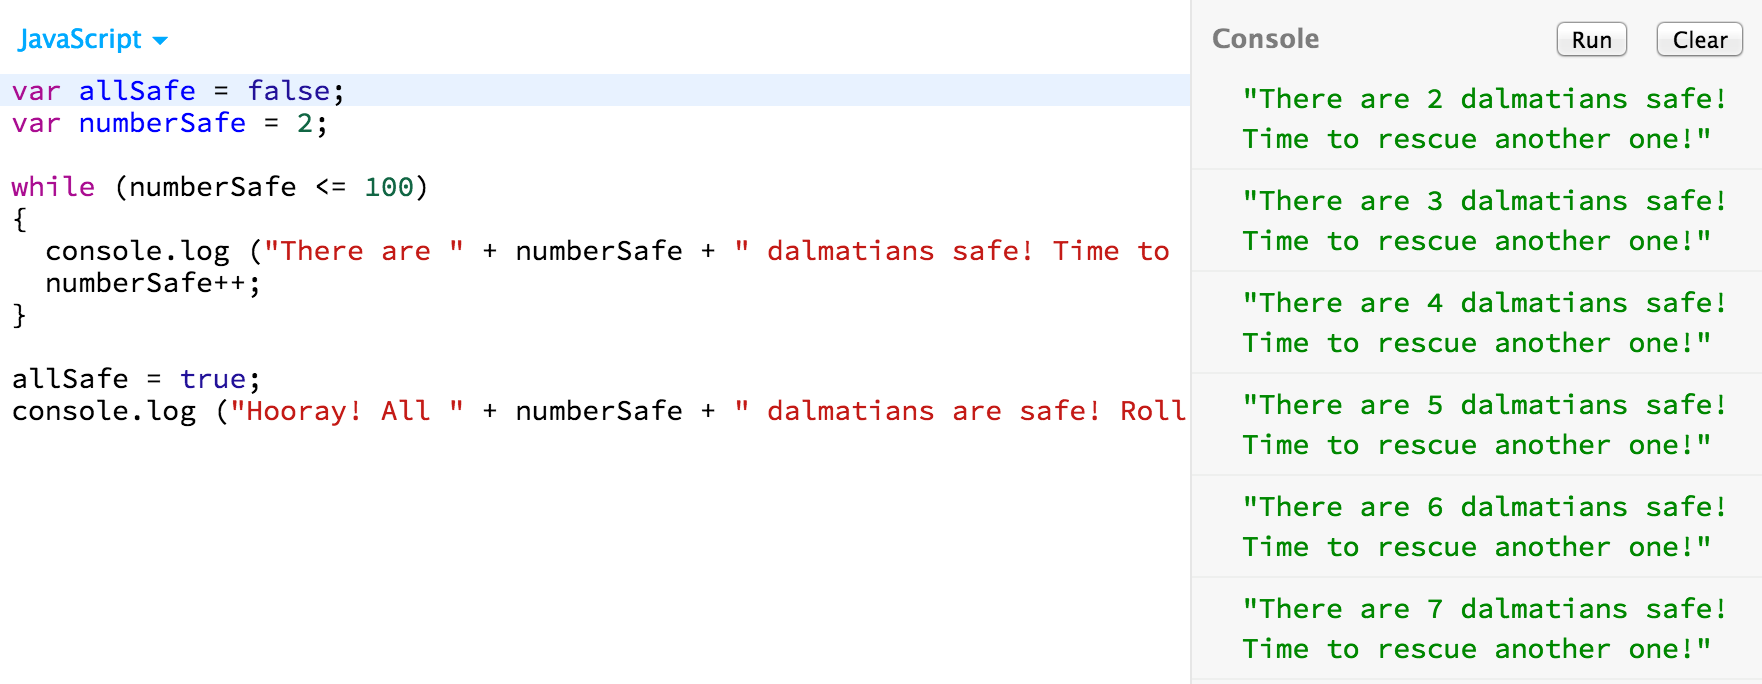 JavaScript
var allSafe = false;
var numberSafe = 2;
while (numberSafe <= 100)
{
console.log ("There are " + numberSafe + " dalmatians safe! Time to
numberSafe++;
}
allSafe = true;
console.log ("Hooray! All " + numberSafe + " dalmatians are safe! Roll
Console Run Clear
"There are 2 dalmatians safe!
Time to rescue another one!"
"There are 3 dalmatians safe!
Time to rescue another one!"
"There are 4 dalmatians safe!
Time to rescue another one!"
"There are 5 dalmatians safe!
Time to rescue another one!"
"There are 6 dalmatians safe!
Time to rescue another one!"
"There are 7 dalmatians safe!
Time to rescue another one!"